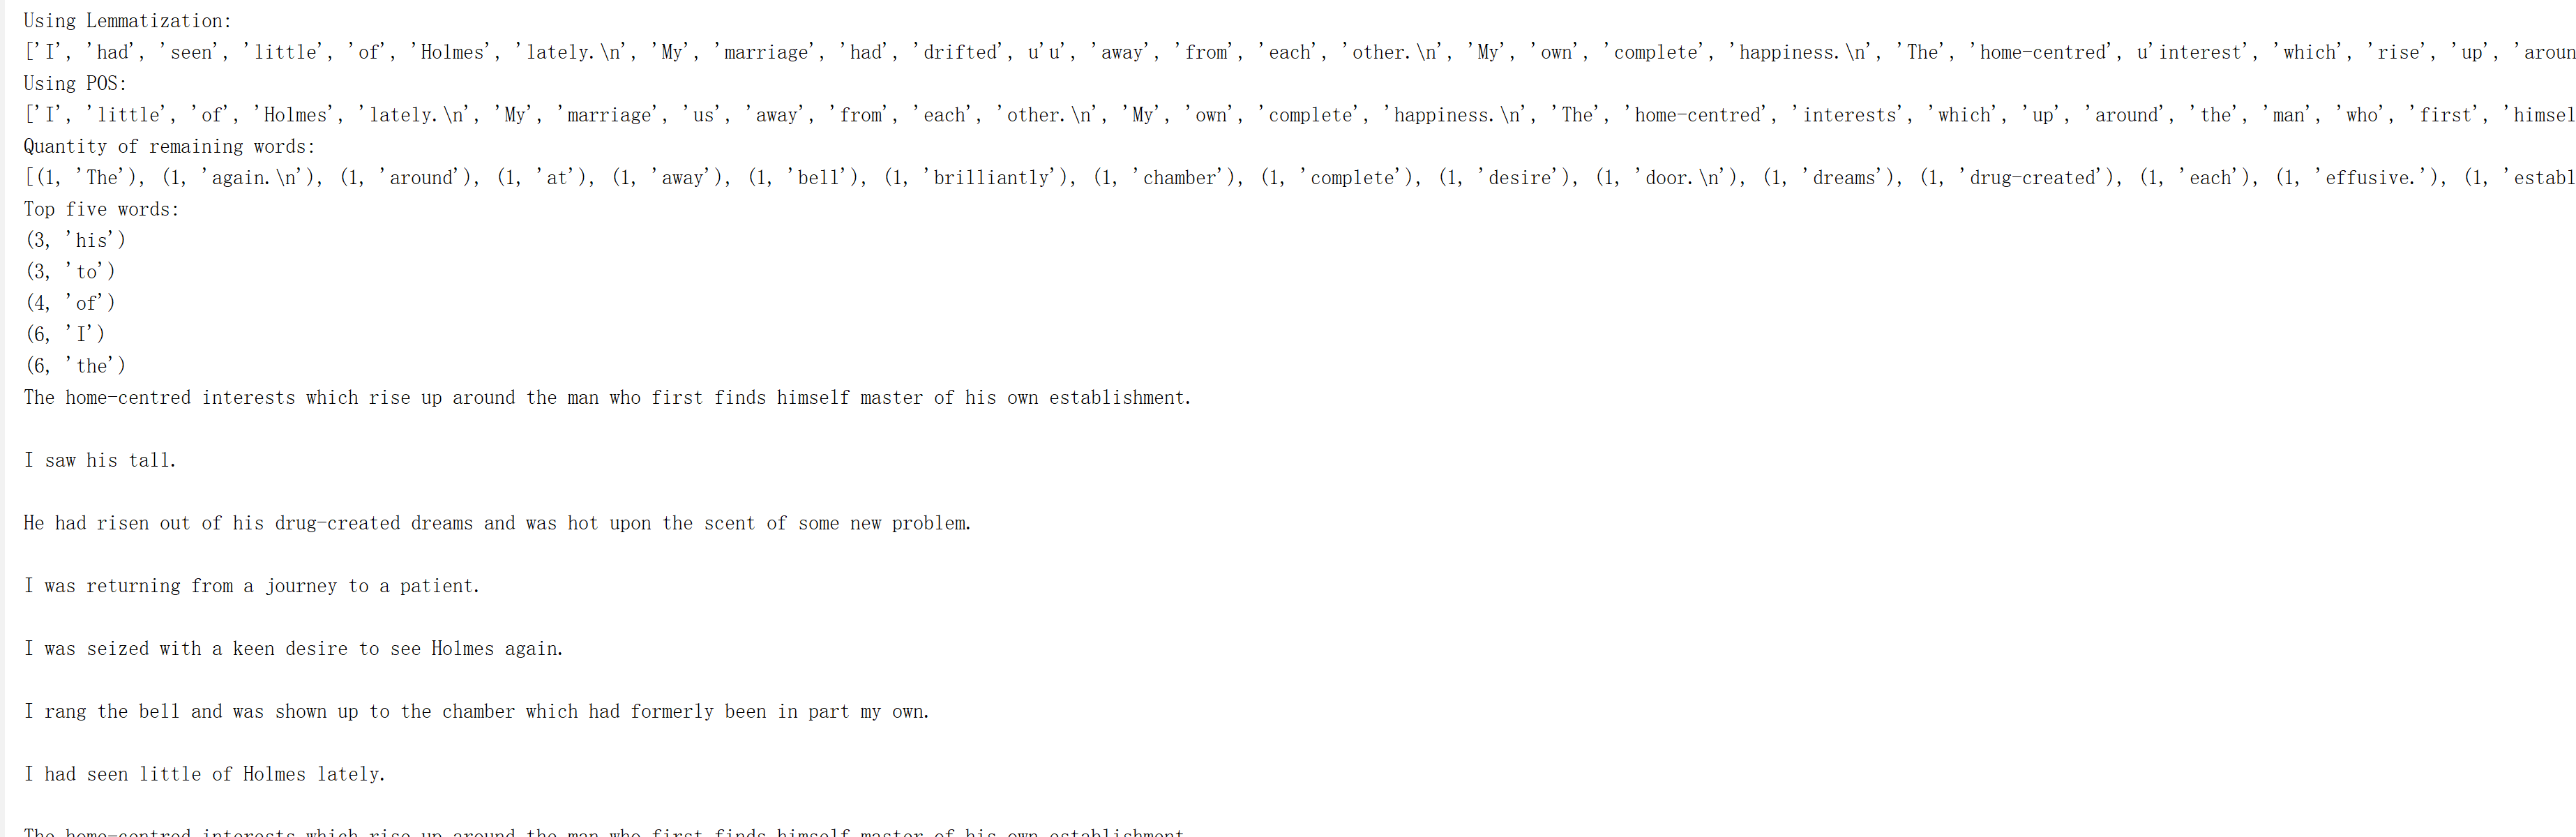 Using Lemmatization:
['I', 'had', 'seen', 'little', 'of', 'Holmes', 'lately.\n', 'My', 'marriage', 'had', 'drifted', u'u', 'away', 'from', 'each', 'other.\n', 'My', 'own', 'complete', 'happiness.\n', 'The', 'home-centred', u'interest', 'which', 'rise', 'up', 'aroun
Using POS:
['I', 'little', 'of', 'Holmes', 'lately.\n', 'My', 'marriage', 'us', 'away', 'from', 'each', 'other.\n', 'My', 'own', 'complete', 'happiness.\n', 'The', 'home-centred', 'interests', 'which', 'up', 'around', 'the', 'man', 'who', 'first', 'himsel
Quantity of remaining words:
[(1, 'The'), (1, 'again.\n'), (1, 'around'), (1, 'at'), (1, 'away'), (1, 'bell'), (1, 'brilliantly'), (1, 'chamber'), (1, 'complete'), (1, 'desire'), (1, 'door.\n'), (1, 'dreams'), (1, 'drug-created'), (1, 'each'), (1, 'effusive.'), (1, 'establ
Top five words:
(3, 'his')
(3, 'to')
(4, 'of')
(6, 'I')
(6, 'the')
The home-centred interests which rise up around the man who first finds himself master of his own establishment.
I saw his tall.
He had risen out of his drug-created dreams and was hot upon the scent of some new problem.
I was returning from a journey to a patient.
I was seized with a keen desire to see Holmes again.
I rang the bell and was shown up to the chamber which had formerly been in part my own.
I had seen little of Holmes lately.
The home-centred interests which rise up around the man who first finds himself master of his own establishment.